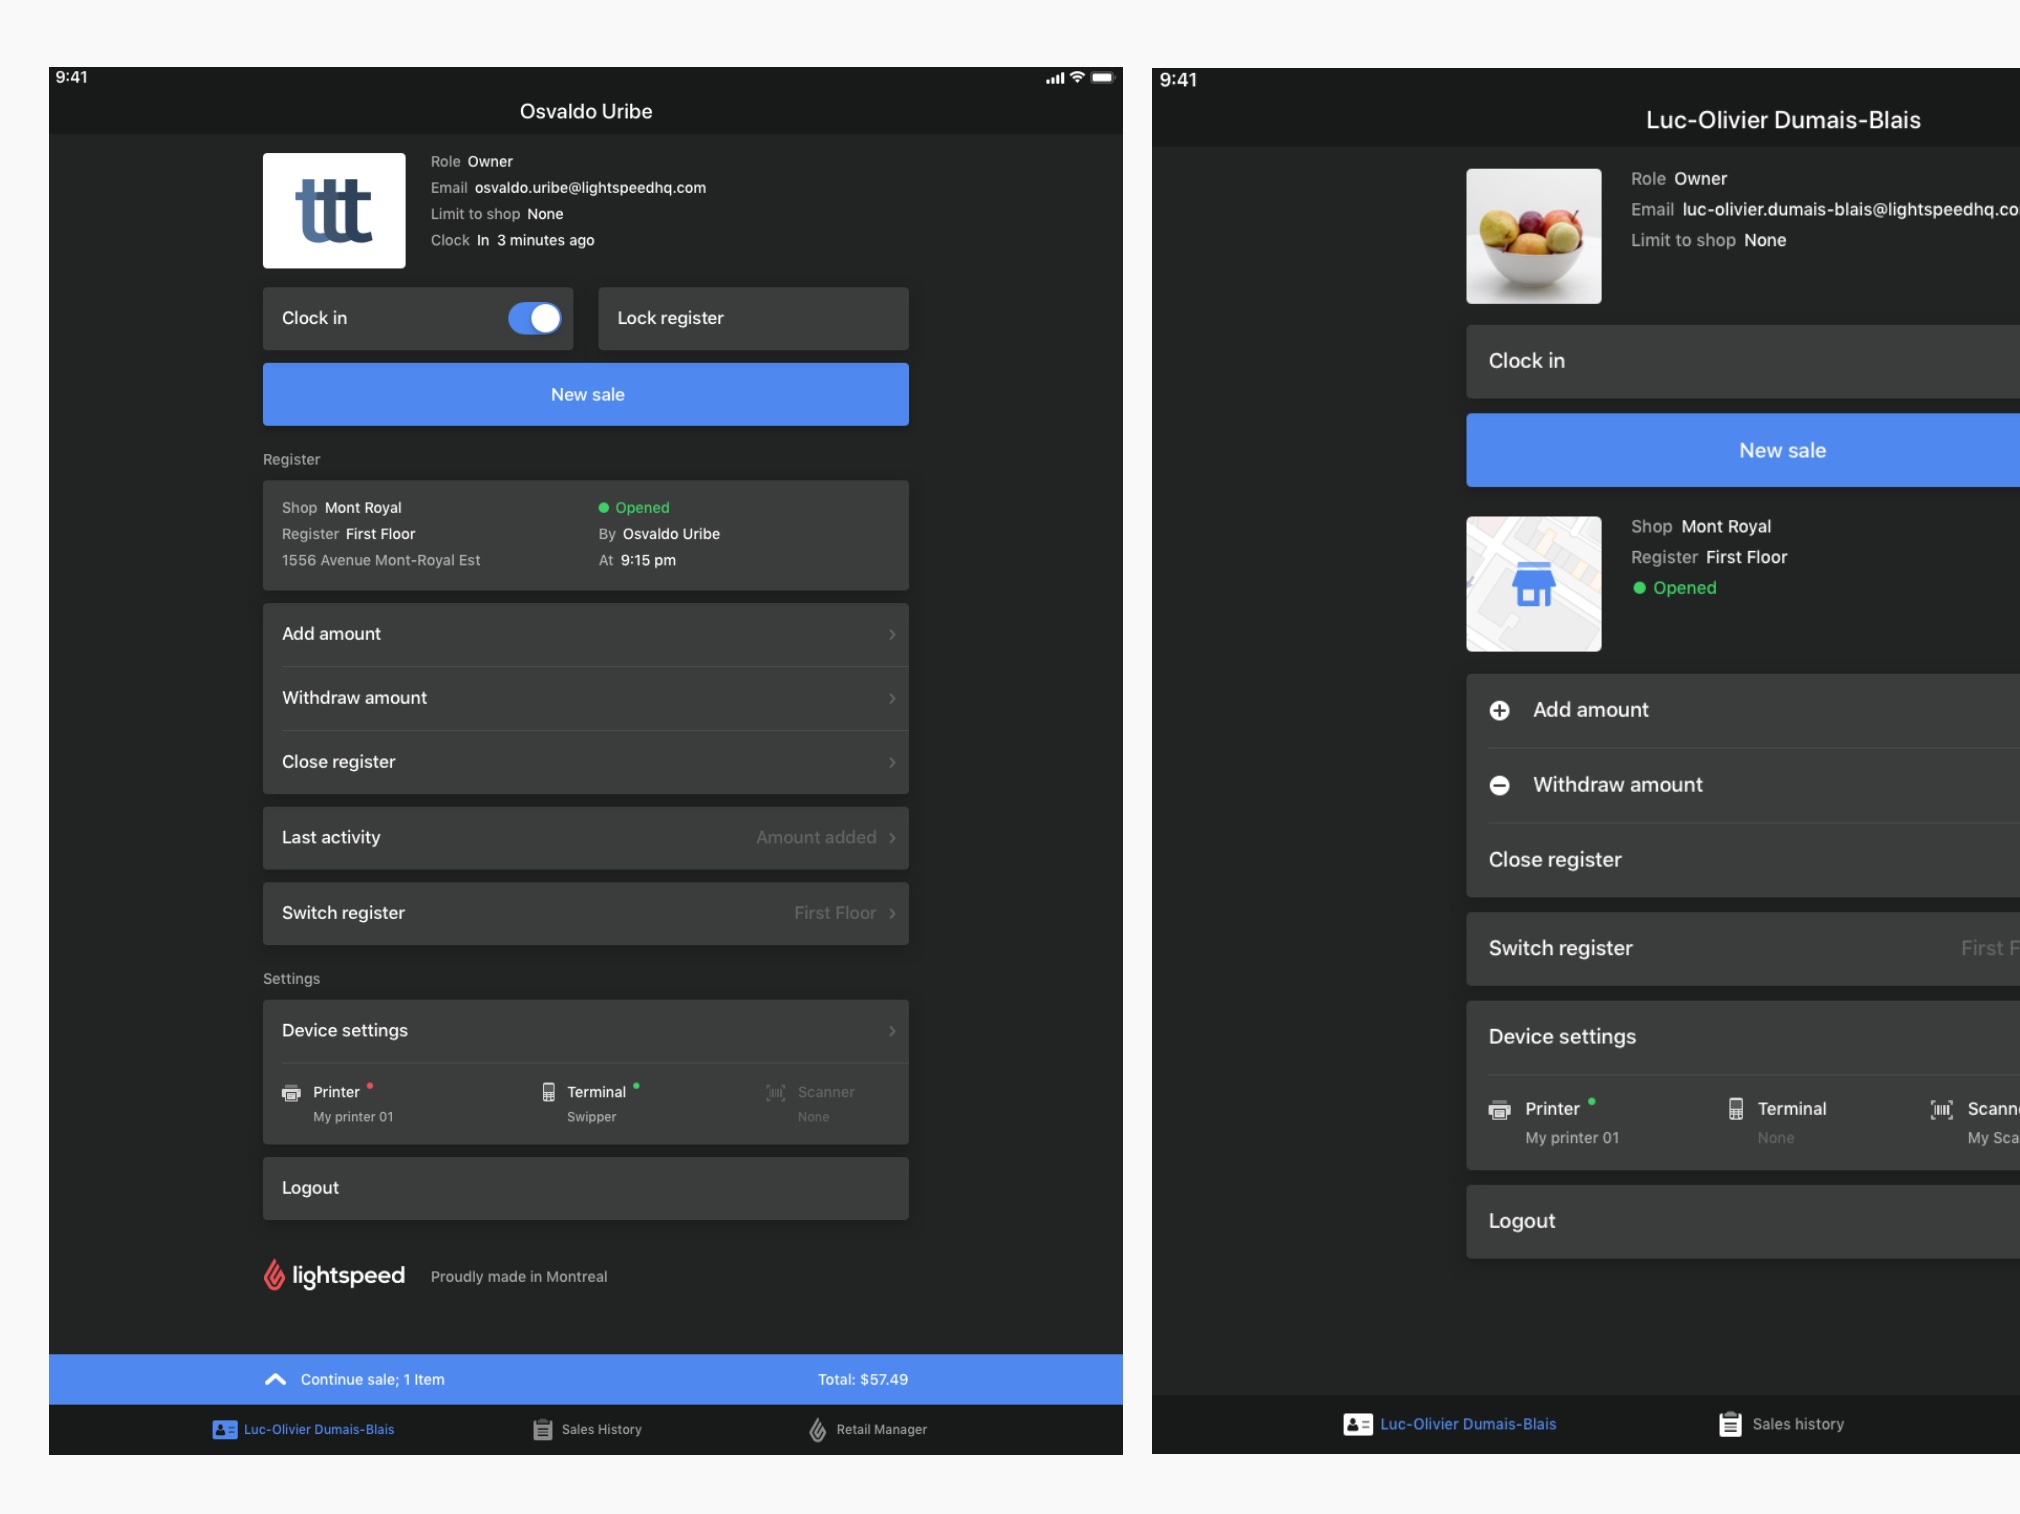 9:41
Osvaldo Uribe
ttt
Role Owner
Email osvaldo.uribe@lightspeedhq.com
Limit to shop None
Clock In 3 minutes ago
Clock in
Lock register
New sale
Register
Shop Mont Royal
Register First Floor
1556 Avenue Mont-Royal Est
Opened
By Osvaldo Uribe
At 9:15 pm
Add amount
Withdraw amount
Close register
Last activity Amount added
Switch register First Floor
Settings
Device settings
Printer
My printer 01
Terminal
Swipper
Scanner
None
Logout
lightspeed Proudly made in Montreal
Continue sale; 1 Item Total: $57.49
Luc-Olivier Dumais-Blais
Sales History
Retail Manager
9:41
Luc-Olivier Dumais-Blais
Role Owner
Email luc-olivier.dumais-blais@lightspeedhq.co
Limit to shop None
Clock in
New sale
Shop Mont Royal
Register First Floor
Opened
Add amount
Withdraw amount
Close register
Switch register First F
Device settings
Printer
My printer 01
Terminal
None
Scann
My Sca
Logout
Luc-Olivier Dumais-Blais
Sales history